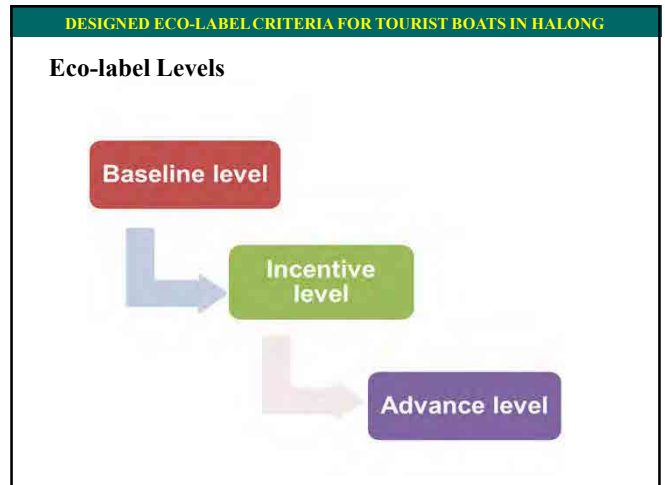 DESIGNED ECO-LABEL CRITERIA FOR TOURIST BOATS IN HALONG
Eco-label Levels
Baseline level
Incentive
level
Advance level